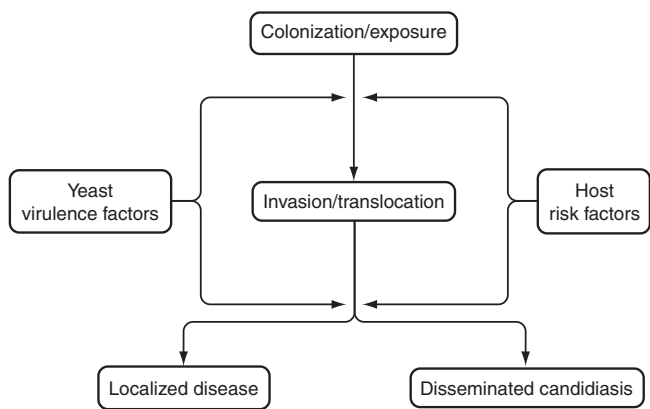 Colonization/exposure
Yeast
virulence factors
Invasion/translocation
Host
risk factors
Localized disease
Disseminated candidiasis